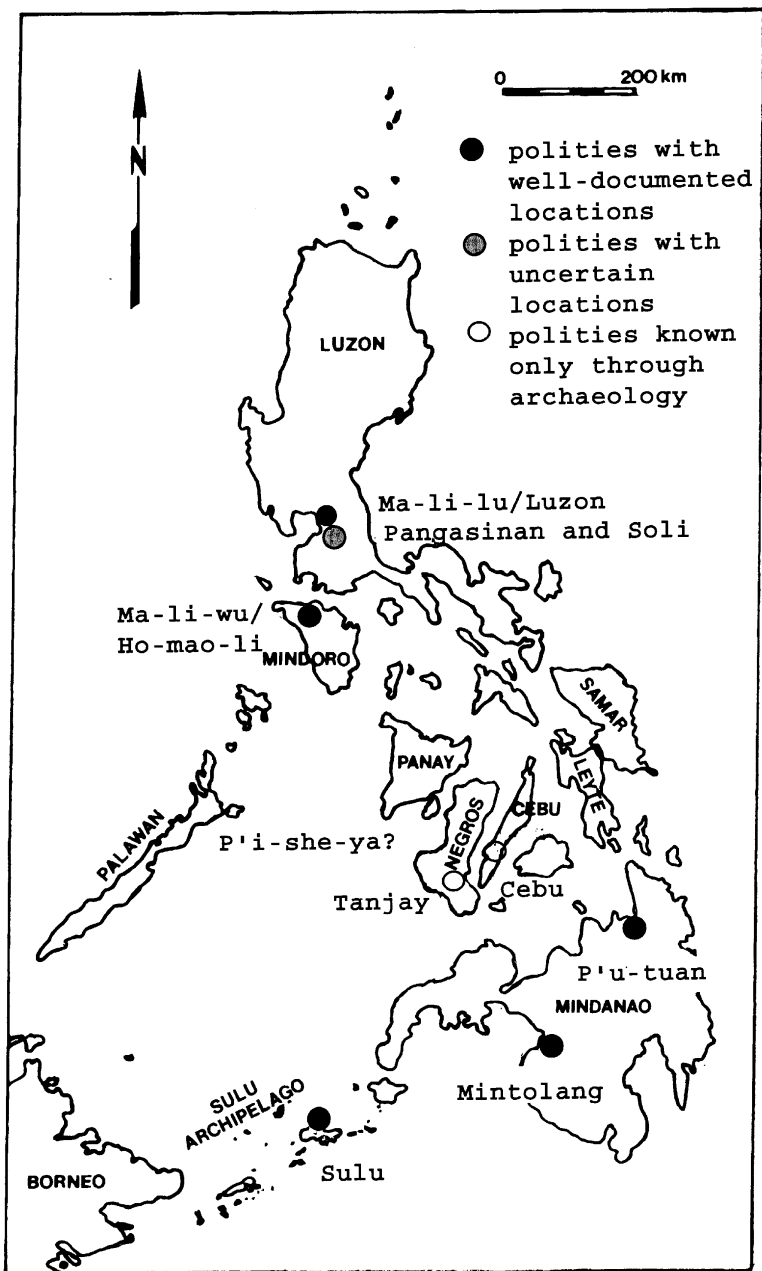 0 200 km
N
polities with
well-documented
locations
polities with
uncertain
locations
polities known
only through
archaeology
LUZON
Ma-li-lu/Luzon
Pangasinan and Soli
Ma-li-wu/
Ho-mao-li
MINDORO
SAMAR
PANAY
LEYTE
CEBU
NEGROS
PALAWAN
P'i-she-ya?
Tanjay
Cebu
P'u-tuan
MINDANAO
Mintolang
SULU
ARCHIPELAGO
Sulu
BORNEO